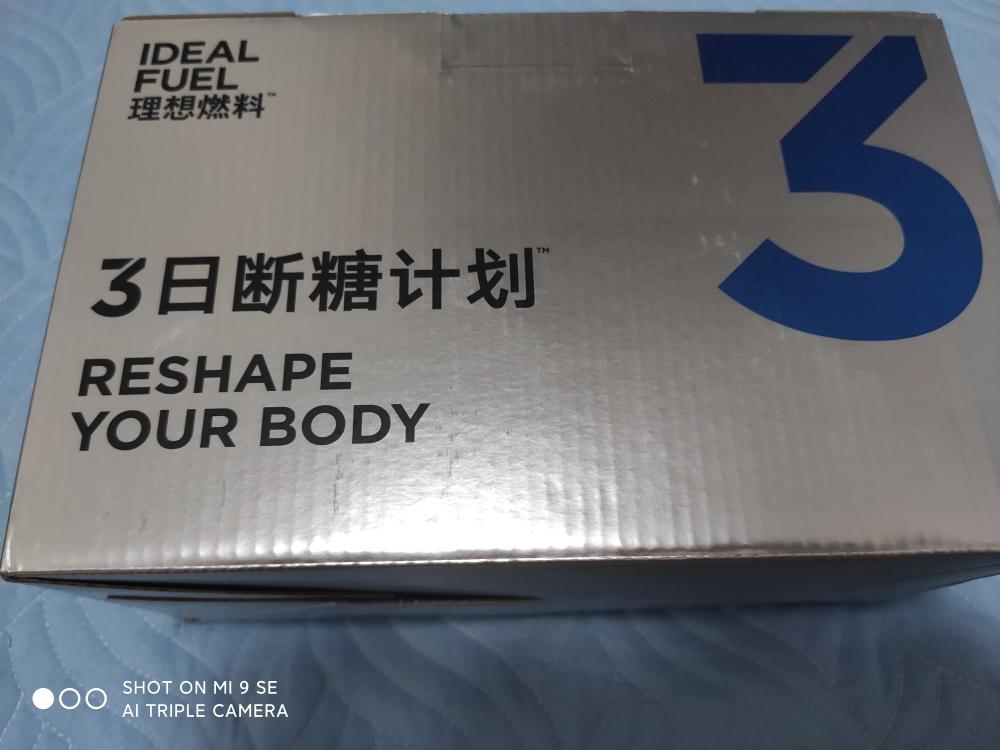 IDEAL
FUEL
理想燃料™
3
3日断糖计划™
RESHAPE
YOUR BODY
SHOT ON MI 9 SE
AI TRIPLE CAMERA